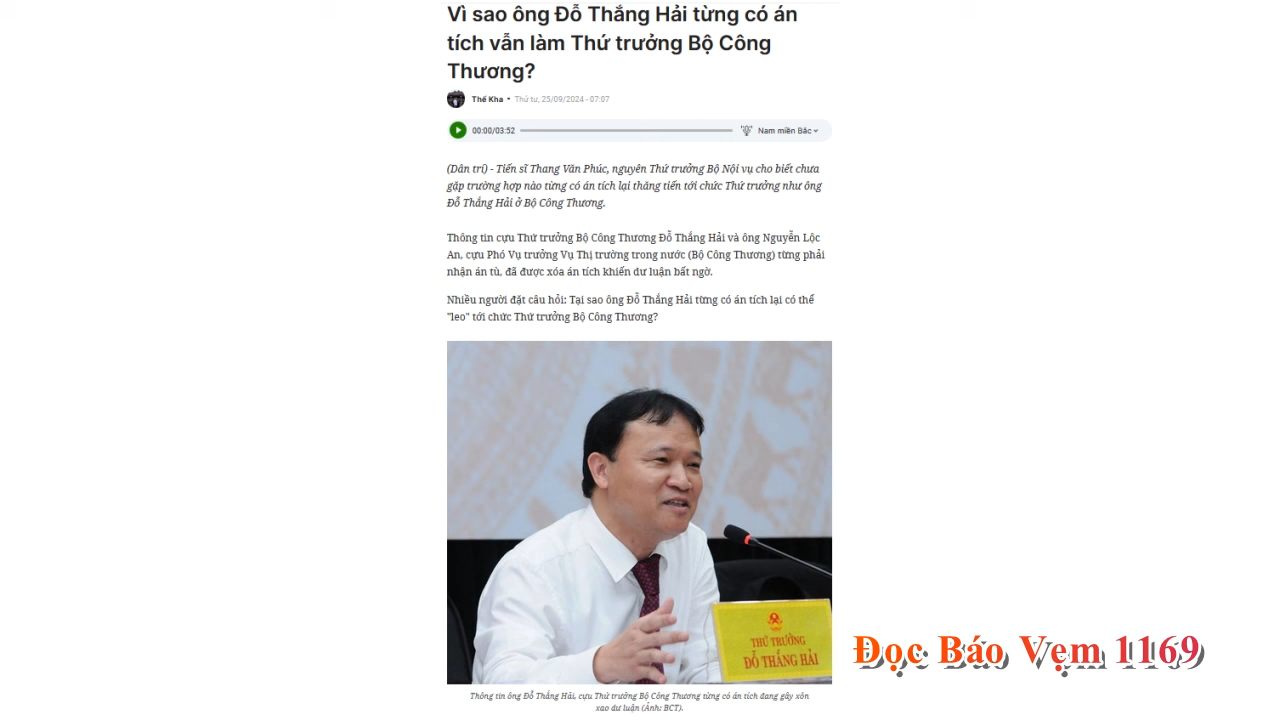 Vì sao ông Đỗ Thắng Hải từng có án
tích vẫn làm Thứ trưởng Bộ Công
Thương?
Thế Kha • Thứ tư, 25/09/2024 - 07:07
00:00/03:52 Nam miền Bắc
(Dân trí) - Tiến sĩ Thang Văn Phúc, nguyên Thứ trưởng Bộ Nội vụ cho biết chưa
gặp trường hợp nào từng có án tích lại thăng tiến tới chức Thứ trưởng như ông
Đỗ Thắng Hải ở Bộ Công Thương.
Thông tin cựu Thứ trưởng Bộ Công Thương Đỗ Thắng Hải và ông Nguyễn Lộc
An, cựu Phó Vụ trưởng Vụ Thị trường trong nước (Bộ Công Thương) từng phải
nhận án tù, đã được xóa án tích khiến dư luận bất ngờ.
Nhiều người đặt câu hỏi: Tại sao ông Đỗ Thắng Hải từng có án tích lại có thể
"leo" tới chức Thứ trưởng Bộ Công Thương?
THỨ TRƯỞNG
ĐỖ THẮNG HẢI
Đọc Báo Vẹm 1169
Thông tin ông Đỗ Thắng Hải, cựu Thứ trưởng Bộ Công Thương từng có án tích đang gây xôn
xao dư luận (Ảnh: BCT).